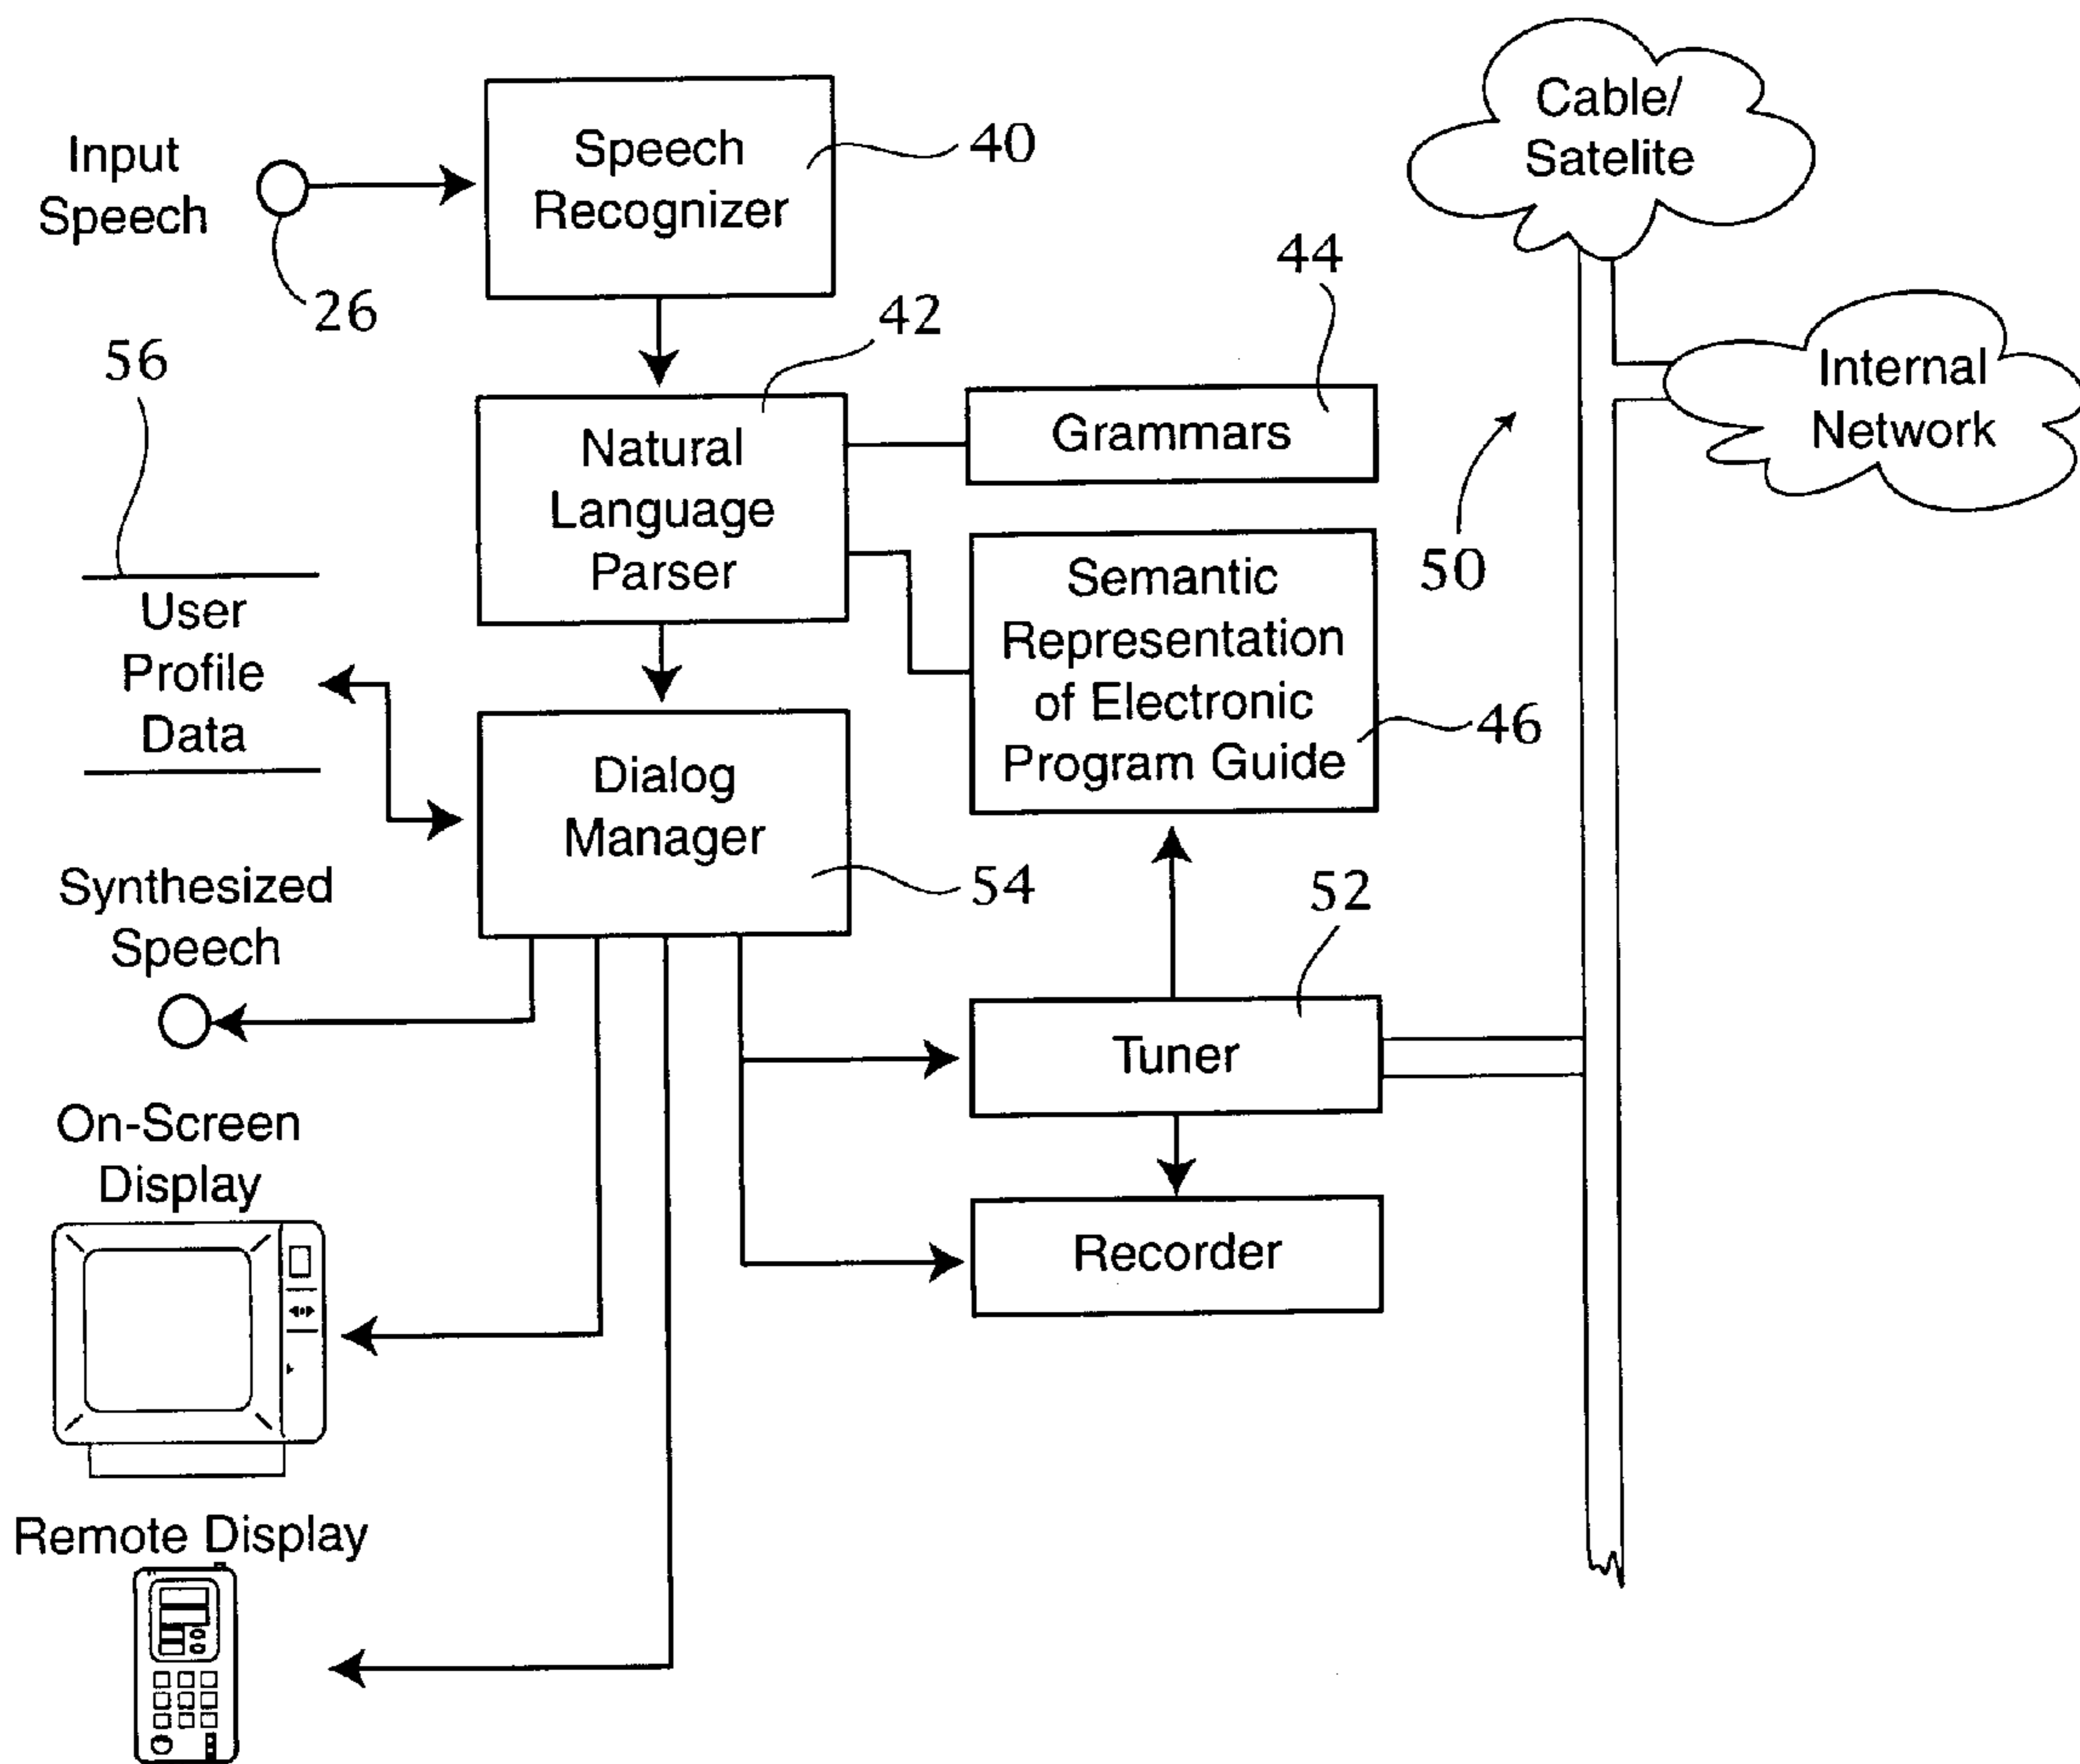 Input
Speech
26
Speech
Recognizer
40
Cable/
Satelite
Internal
Network
50
42
Natural
Language
Parser
44
Grammars
Semantic
Representation
of Electronic
Program Guide
46
56
User
Profile
Data
Dialog
Manager
54
Synthesized
Speech
52
Tuner
Recorder
On-Screen
Display
Remote Display